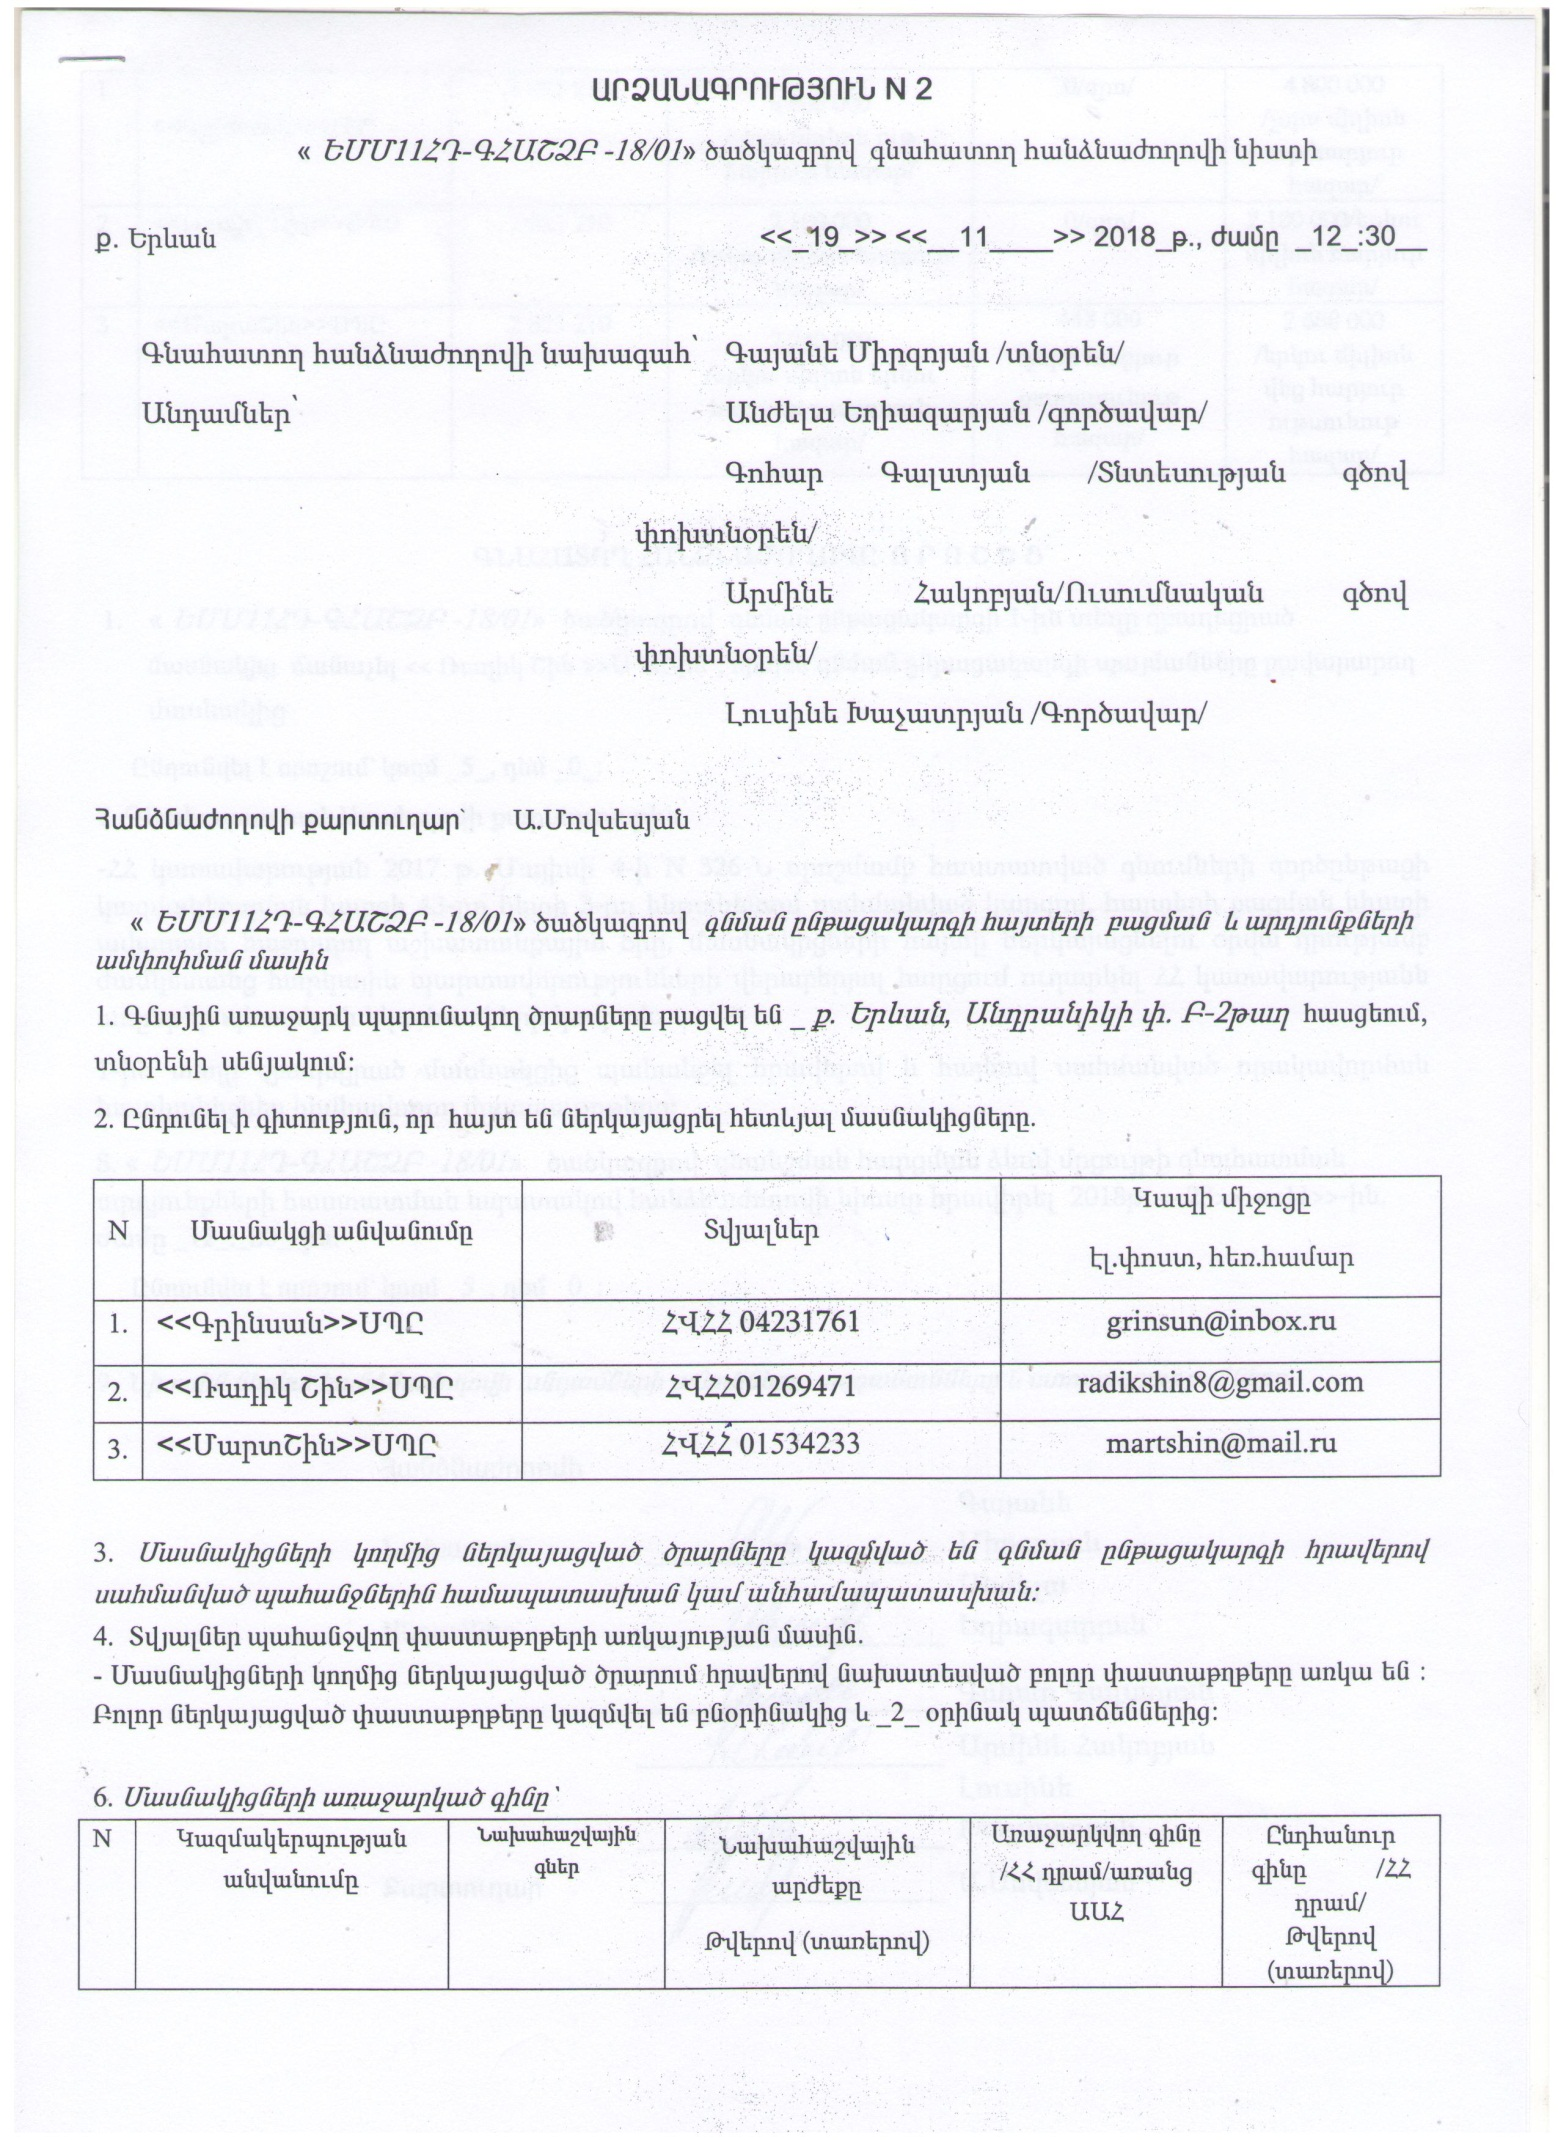 ԱՐՁԱՆԱԳՐՈՒԹՅՈՒՆ N 2
« ԵՄՄ11ՀԴ-ԳՀԱՇՁԲ -18/01» ծածկագրով գնահատող հանձնաժողովի նիստի
ք. Երևան <<_19_>> <<__11____>> 2018_թ., ժամը _12_:30__
Գնահատող հանձնաժողովի նախագահ՝ Գայանե Միրզոյան /տնօրեն/
Անդամներ՝ Անժելա Եղիազարյան /գործավար/
Գոհար Գալստյան /Տնտեսության գծով
փոխտնօրեն/
Արմինե Հակոբյան/Ուսումնական գծով
փոխտնօրեն/
Լուսինե Խաչատրյան /Գործավար/
Հանձնաժողովի քարտուղար Ա.Մովսեսյան
« ԵՄՄ11ՀԴ-ԳՀԱՇՁԲ -18/01» ծածկագրով գնման ընթացակարգի հայտերի բացման և արդյունքների
ամփոփման մասին
1. Գնային առաջարկ պարունակող ծրարները բացվել են _ ք. Երևան, Անդրանիկի փ. Բ-2թաղ հասցեում,
տնօրենի սենյակում:
2. Ընդունել ի գիտություն, որ հայտ են ներկայացրել հետևյալ մասնակիցները.
N Մասնակցի անվանումը Տվյալներ Կապի միջոցը
էլ.փոստ, հեռ.համար
1. <<Գրինսան>>ՍՊԸ ՀՎՀՀ 04231761 grinsun@inbox.ru
2. <<Ռադիկ Շին>>ՍՊԸ ՀՎՀՀ01269471 radikshin8@gmail.com
3. <<ՄարտՇին>>ՍՊԸ ՀՎՀՀ 01534233 martshin@mail.ru
3. Մասնակիցների կողմից ներկայացված ծրարները կազմված են գնման ընթացակարգի հրավերով
սահմանված պահանջներին համապատասխան կամ անհամապատասխան:
4. Տվյալներ պահանջվող փաստաթղթերի առկայության մասին.
- Մասնակիցների կողմից ներկայացված ծրարում հրավերով նախատեսված բոլոր փաստաթղթերը առկա են :
Բոլոր ներկայացված փաստաթղթերը կազմվել են բնօրինակից և _2_ օրինակ պատճեններից:
6. Մասնակիցների առաջարկած գինը՝
N Կազմակերպության անվանումը Նախահաշվային գներ Նախահաշվային արժեքը Թվերով (տառերով) Առաջարկվող գինը /ՀՀ դրամ/առանց ԱԱՀ Ընդհանուր գինը /ՀՀ դրամ/ Թվերով (տառերով)